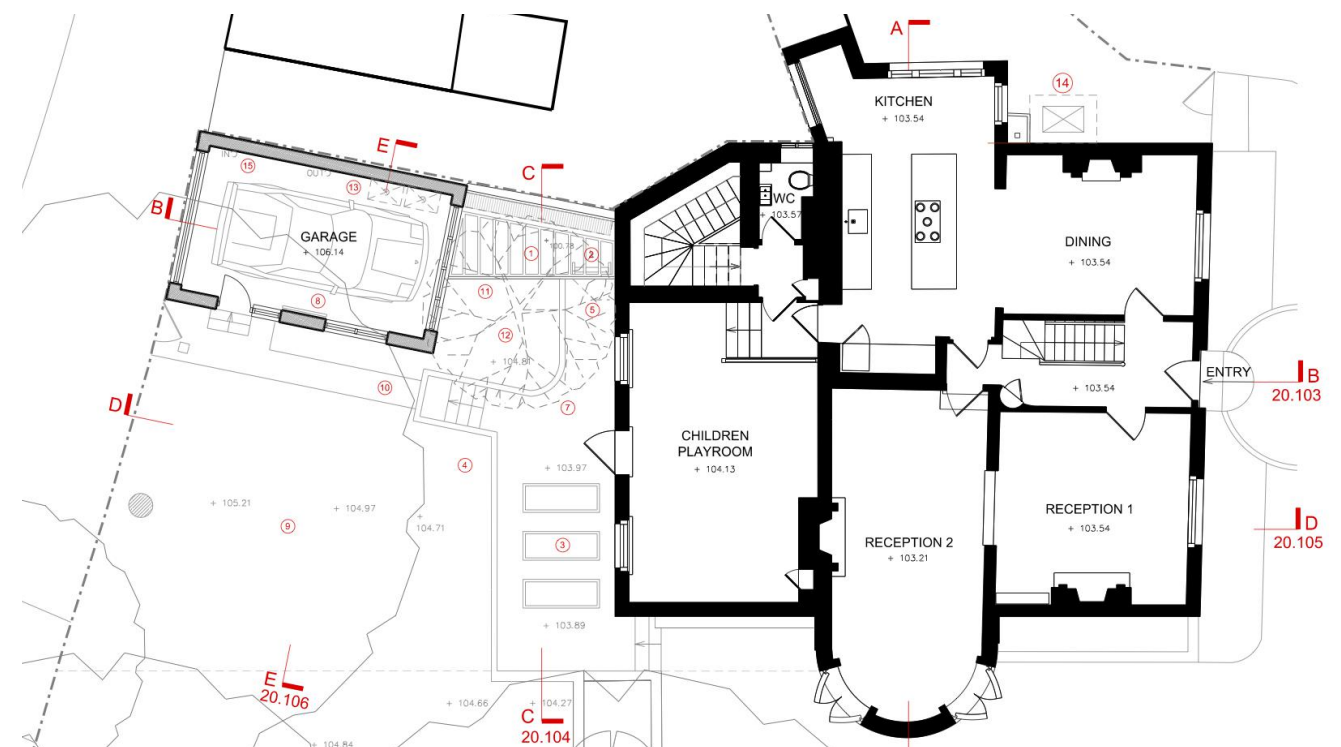 A
14
KITCHEN
+ 103.54
E
15
IN
OUT
13
C
B
WC
+ 103.57
GARAGE
+ 106.14
1
2
+ 100.78
DINING
+ 103.54
11
8
5
12
+ 104.81
ENTRY
B
20.103
+ 103.54
10
D
7
CHILDREN
PLAYROOM
+ 104.13
4
+ 103.97
+ 105.21
+ 104.97
+ 104.71
9
3
RECEPTION 1
+ 103.54
D
20.105
RECEPTION 2
+ 103.21
+ 103.89
E
20.106
+ 104.66
+ 104.27
C
20.104
+ 104.84